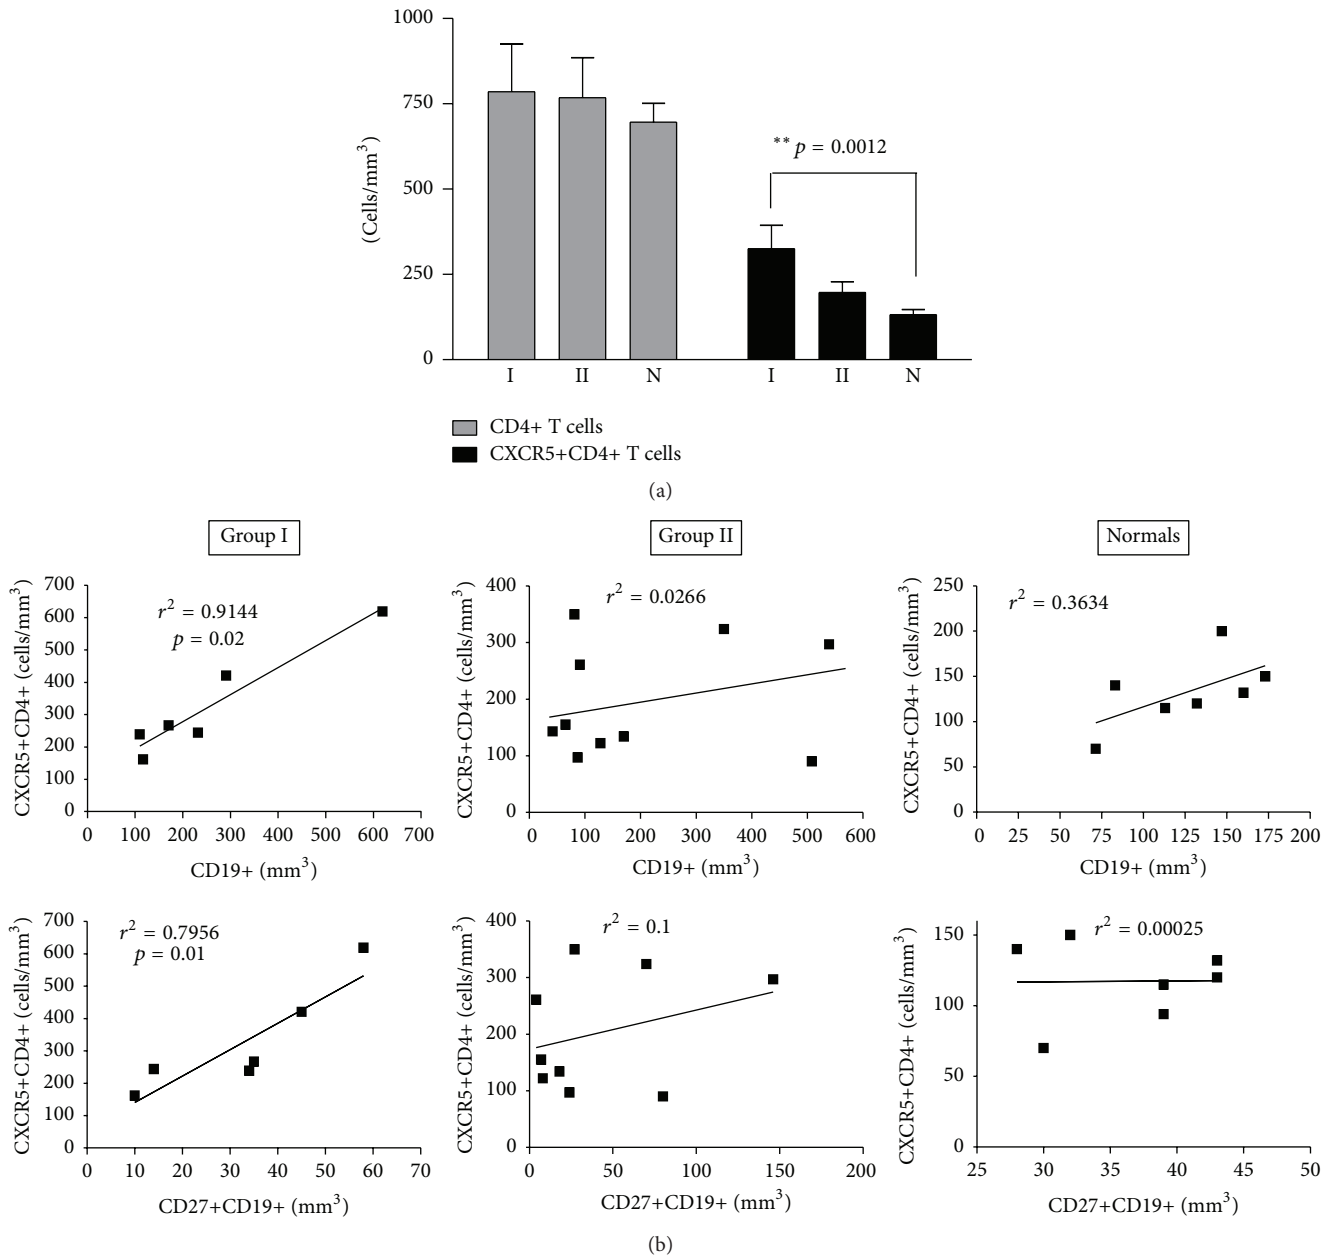 1000
750
500
250
0
(Cells/mm³)
** p = 0.0012
I II N I II N
CD4+ T cells
CXCR5+CD4+ T cells
(a)
Group I
Group II
Normals
CXCR5+CD4+ (cells/mm³)
700
600
500
400
300
200
100
0
r² = 0.9144
p = 0.02
0 100 200 300 400 500 600 700
CD19+ (mm³)
CXCR5+CD4+ (cells/mm³)
400
300
200
100
0
r² = 0.0266
0 100 200 300 400 500 600
CD19+ (mm³)
CXCR5+CD4+ (cells/mm³)
250
200
150
100
50
0
r² = 0.3634
0 25 50 75 100 125 150 175 200
CD19+ (mm³)
CXCR5+CD4+ (cells/mm³)
700
600
500
400
300
200
100
0
r² = 0.7956
p = 0.01
0 10 20 30 40 50 60 70
CD27+CD19+ (mm³)
CXCR5+CD4+ (cells/mm³)
400
300
200
100
0
r² = 0.1
0 50 100 150 200
CD27+CD19+ (mm³)
CXCR5+CD4+ (cells/mm³)
150
100
50
0
r² = 0.00025
25 30 35 40 45 50
CD27+CD19+ (mm³)
(b)